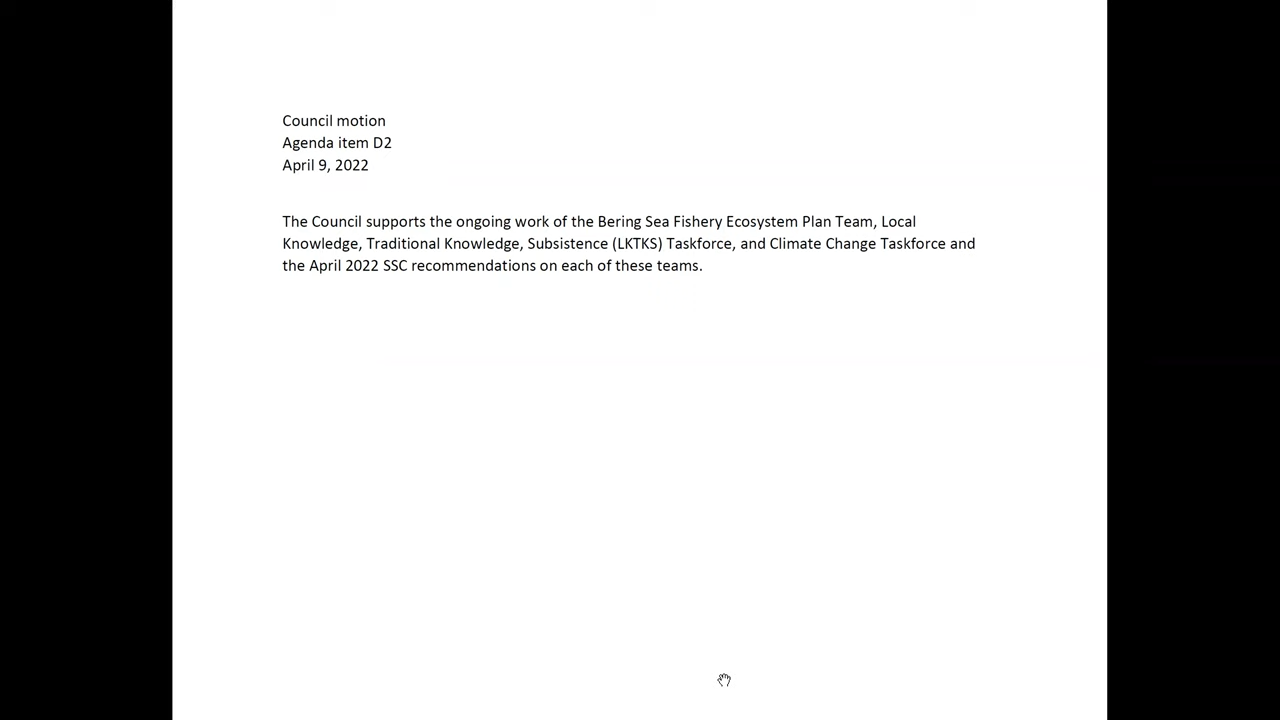 Council motion
Agenda item D2
April 9, 2022
The Council supports the ongoing work of the Bering Sea Fishery Ecosystem Plan Team, Local
Knowledge, Traditional Knowledge, Subsistence (LKTKS) Taskforce, and Climate Change Taskforce and
the April 2022 SSC recommendations on each of these teams.